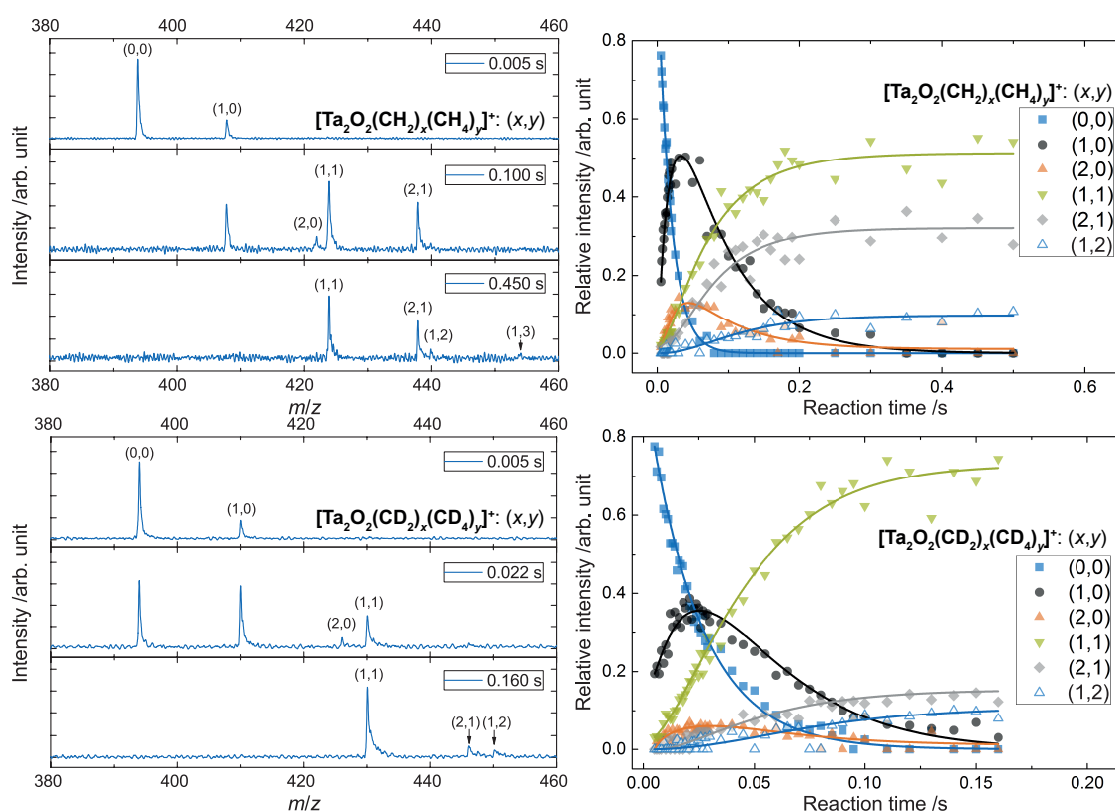 380 400 420 440 460
(0,0)
0.005 s
(1,0)
[Ta₂O₂(CH₂)ₓ(CH₄)ᵧ]⁺: (x,y)
(1,1)
0.100 s
(2,1)
(2,0)
0.450 s
(1,1)
(2,1)
(1,2)
(1,3)
Intensity /arb. unit
380 400 420 440 460
m/z
0.8
0.6
0.4
0.2
0.0
Relative intensity /arb. unit
[Ta₂O₂(CH₂)ₓ(CH₄)ᵧ]⁺: (x,y)
(0,0)
(1,0)
(2,0)
(1,1)
(2,1)
(1,2)
0.0 0.2 0.4 0.6
Reaction time /s
380 400 420 440 460
(0,0)
0.005 s
(1,0)
[Ta₂O₂(CD₂)ₓ(CD₄)ᵧ]⁺: (x,y)
0.022 s
(1,1)
(2,0)
0.160 s
(1,1)
(2,1) (1,2)
Intensity /arb. unit
380 400 420 440 460
m/z
0.8
0.6
0.4
0.2
0.0
Relative intensity /arb. unit
[Ta₂O₂(CD₂)ₓ(CD₄)ᵧ]⁺: (x,y)
(0,0)
(1,0)
(2,0)
(1,1)
(2,1)
(1,2)
0.00 0.05 0.10 0.15 0.20
Reaction time /s